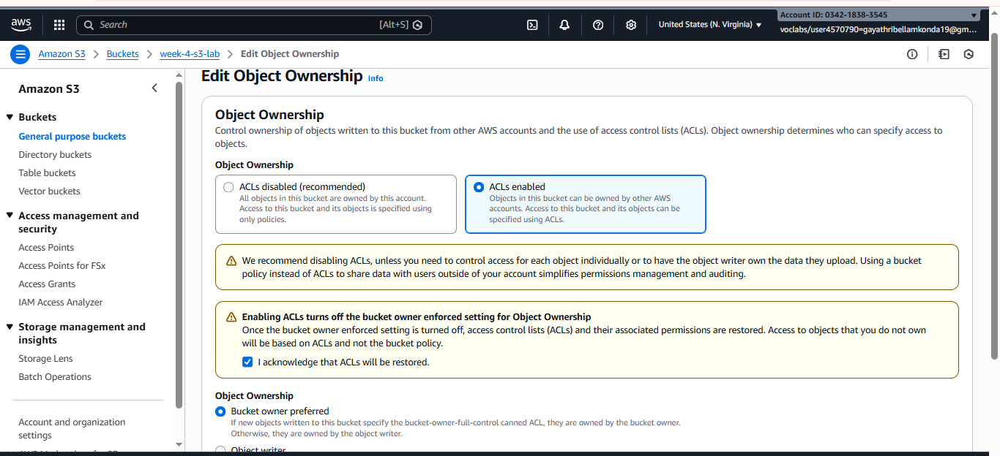 aws
Search [Alt+S]
United States (N. Virginia)
Account ID: 0342-1838-3545
voclabs/user4570790=gayathribellamkonda19@gm...
Amazon S3 > Buckets > week-4-s3-lab > Edit Object Ownership
Amazon S3
Buckets
General purpose buckets
Directory buckets
Table buckets
Vector buckets
Access management and
security
Access Points
Access Points for FSx
Access Grants
IAM Access Analyzer
Storage management and
insights
Storage Lens
Batch Operations
Account and organization
settings
Edit Object Ownership Info
Object Ownership
Control ownership of objects written to this bucket from other AWS accounts and the use of access control lists (ACLs). Object ownership determines who can specify access to
objects.
Object Ownership
ACLs disabled (recommended)
All objects in this bucket are owned by this account.
Access to this bucket and its objects is specified using
only policies.
ACLs enabled
Objects in this bucket can be owned by other AWS
accounts. Access to this bucket and its objects can be
specified using ACLs.
We recommend disabling ACLs, unless you need to control access for each object individually or to have the object writer own the data they upload. Using a bucket
policy instead of ACLs to share data with users outside of your account simplifies permissions management and auditing.
Enabling ACLs turns off the bucket owner enforced setting for Object Ownership
Once the bucket owner enforced setting is turned off, access control lists (ACLs) and their associated permissions are restored. Access to objects that you do not own
will be based on ACLs and not the bucket policy.
I acknowledge that ACLs will be restored.
Object Ownership
Bucket owner preferred
If new objects written to this bucket specify the bucket-owner-full-control canned ACL, they are owned by the bucket owner.
Otherwise, they are owned by the object writer.
Object writer